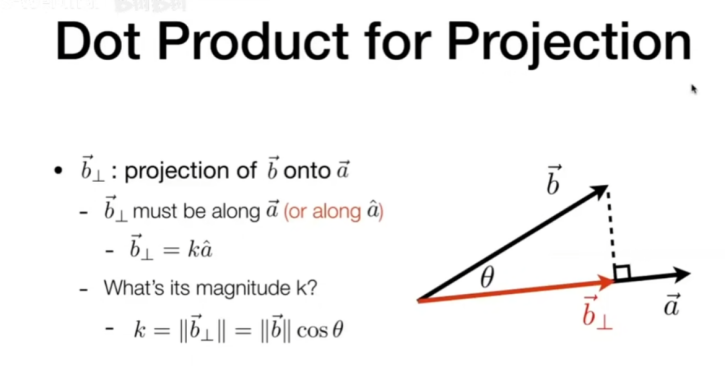 Dot Product for Projection
• b⃗⊥ : projection of b⃗ onto a⃗
- b⃗⊥ must be along a⃗ (or along â)
- b⃗⊥ = kâ
- What's its magnitude k?
- k = ‖b⃗⊥‖ = ‖b⃗‖ cos θ
b⃗
θ
b⃗⊥
a⃗